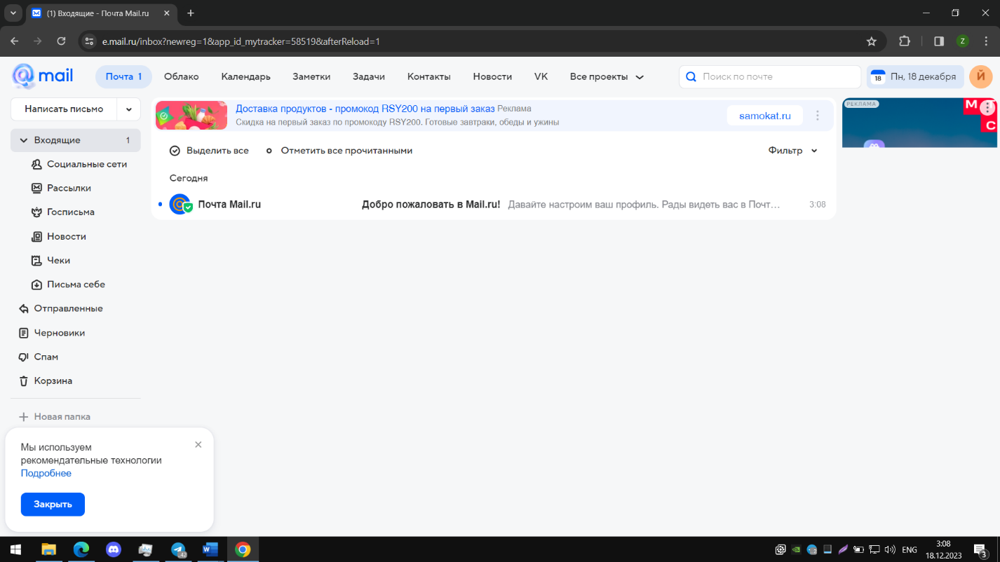 (1) Входящие - Почта Mail.ru
e.mail.ru/inbox?newreg=1&app_id_mytracker=58519&afterReload=1
Z
mail
Почта 1
Облако
Календарь
Заметки
Задачи
Контакты
Новости
VK
Все проекты
Поиск по почте
18
Пн, 18 декабря
Й
Написать письмо
Доставка продуктов - промокод RSY200 на первый заказ Реклама
Скидка на первый заказ по промокоду RSY200. Готовые завтраки, обеды и ужины
samokat.ru
РЕКЛАМА
М
С
Входящие 1
Социальные сети
Рассылки
Госписьма
Новости
Чеки
Письма себе
Отправленные
Черновики
Спам
Корзина
Новая папка
Выделить все
Отметить все прочитанными
Фильтр
Сегодня
Почта Mail.ru
Добро пожаловать в Mail.ru!
Давайте настроим ваш профиль. Рады видеть вас в Почт…
3:08
Мы используем
рекомендательные технологии
Подробнее
Закрыть
42
ENG
3:08
18.12.2023
3